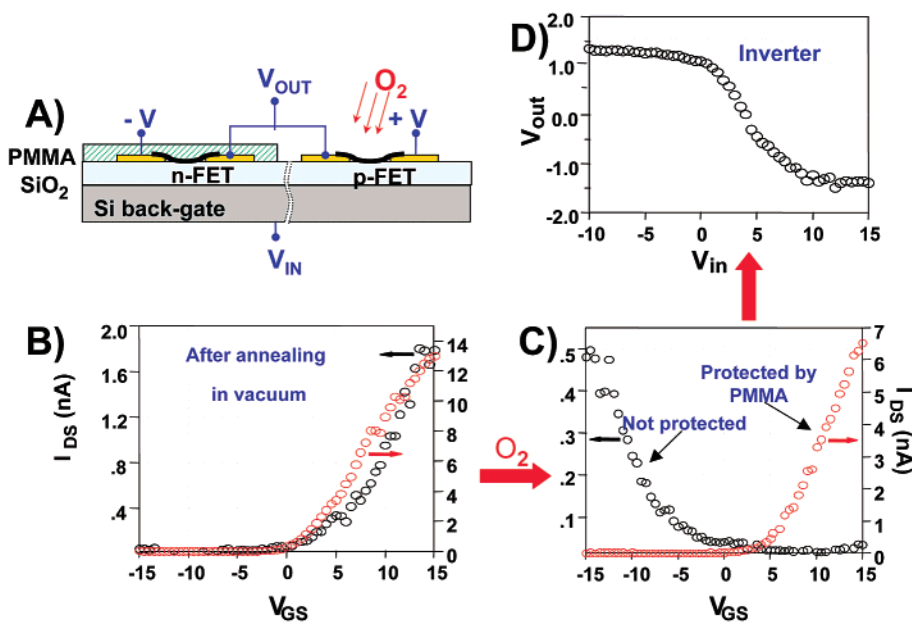 A)
- V
V_OUT
O₂
+ V
PMMA
SiO₂
n-FET
p-FET
Si back-gate
V_IN
D)
Inverter
V_out
2.0
1.0
0.0
-1.0
-2.0
-10
-5
0
5
10
15
V_in
B)
After annealing
in vacuum
I_DS (nA)
2.0
1.6
1.2
.8
.4
14
13
10
8
6
4
2
0
-15
-10
-5
0
5
10
15
V_GS
O₂
C)
Protected by
PMMA
Not protected
.5
.3
.2
.1
7
6
5
4
3
2
1
0
I_DS (nA)
-15
-10
-5
0
5
10
15
V_GS